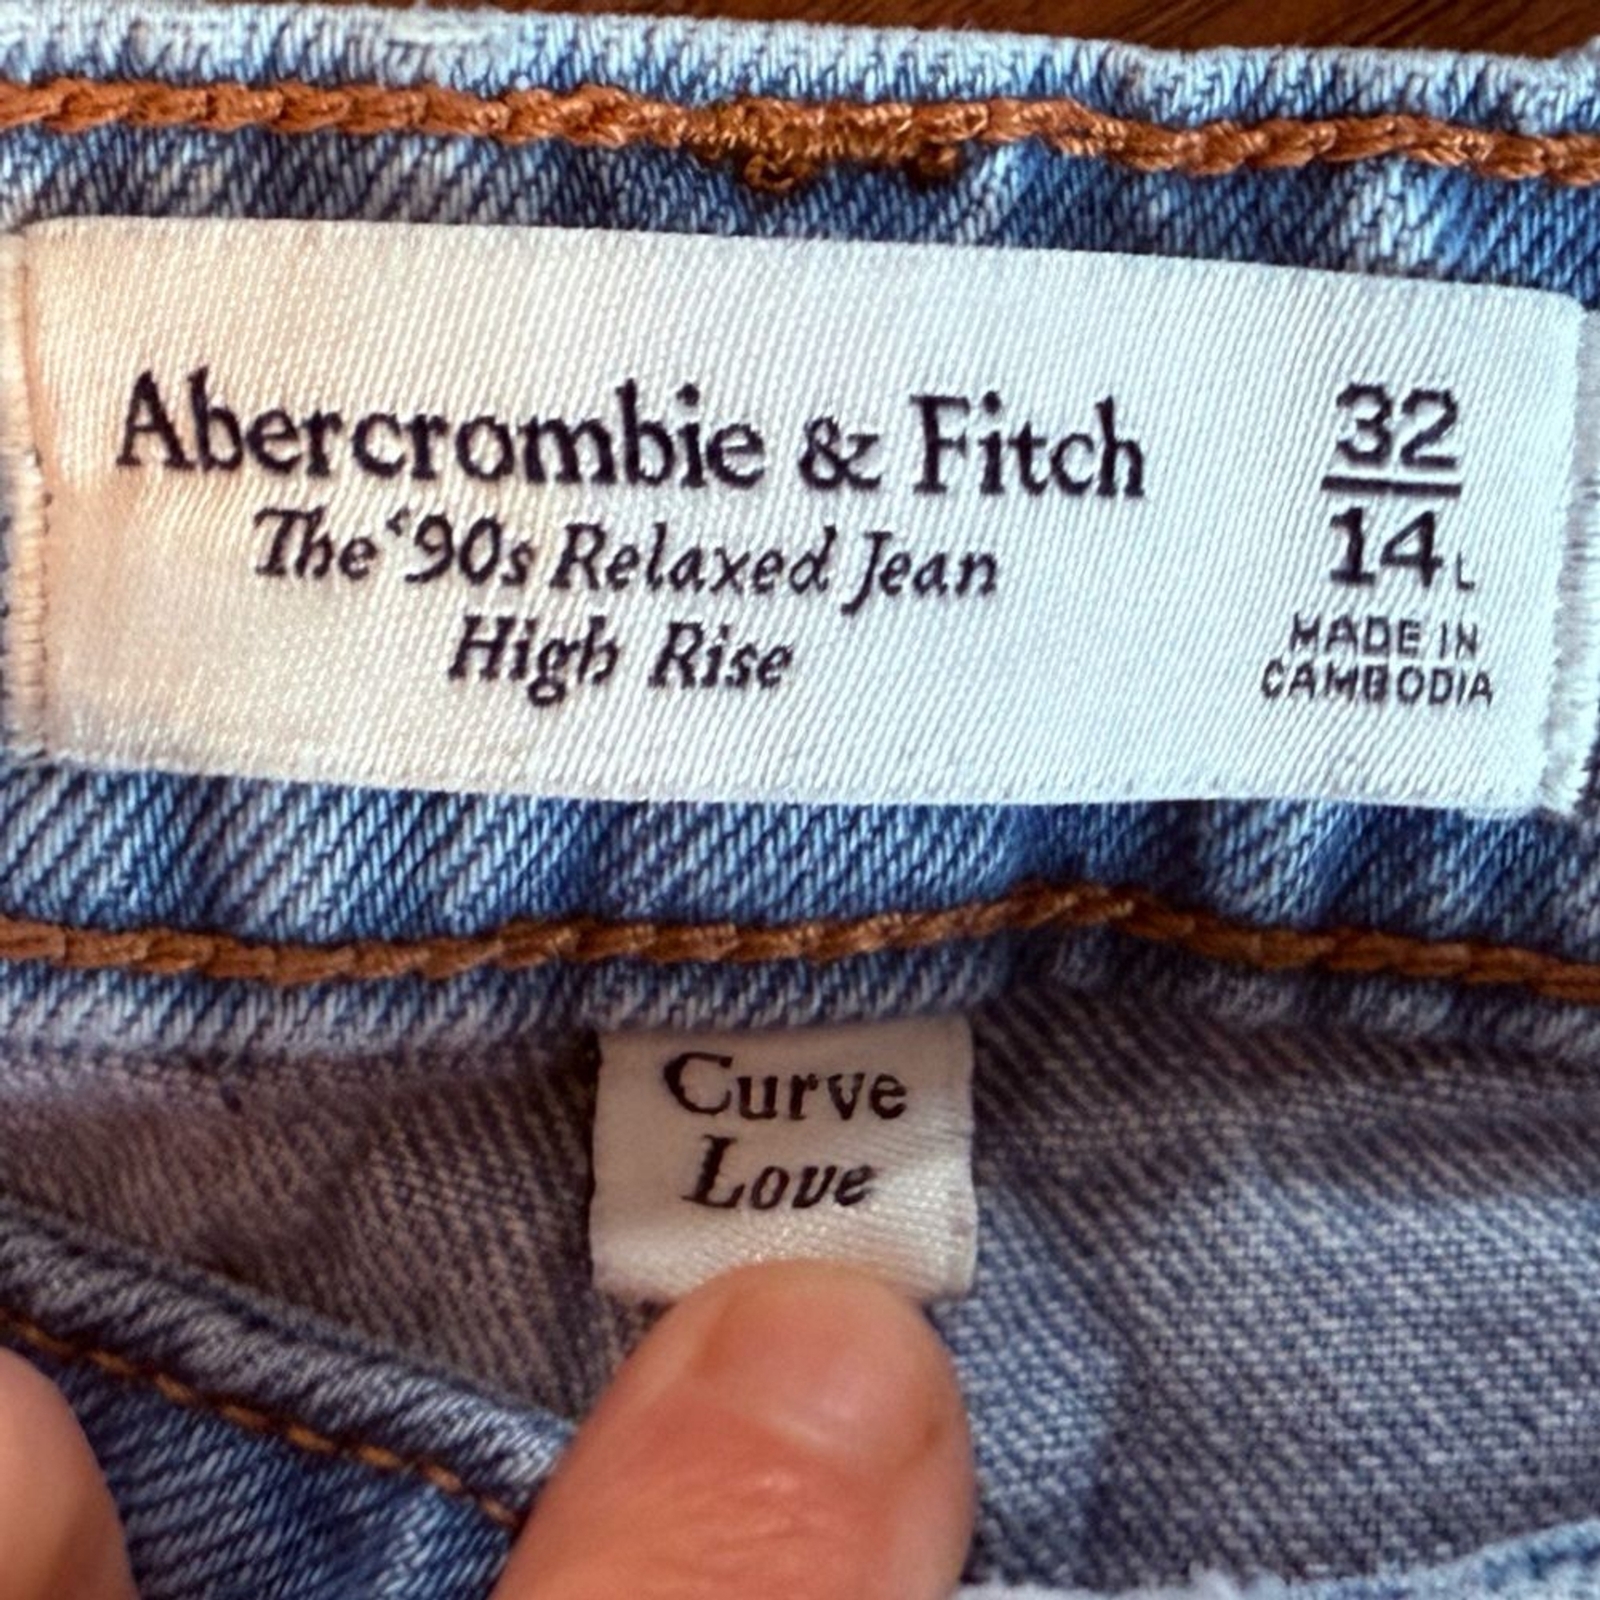 Abercrombie & Fitch
The ‘90s Relaxed Jean
High Rise
32
14L
MADE IN
CAMBODIA
Curve
Love